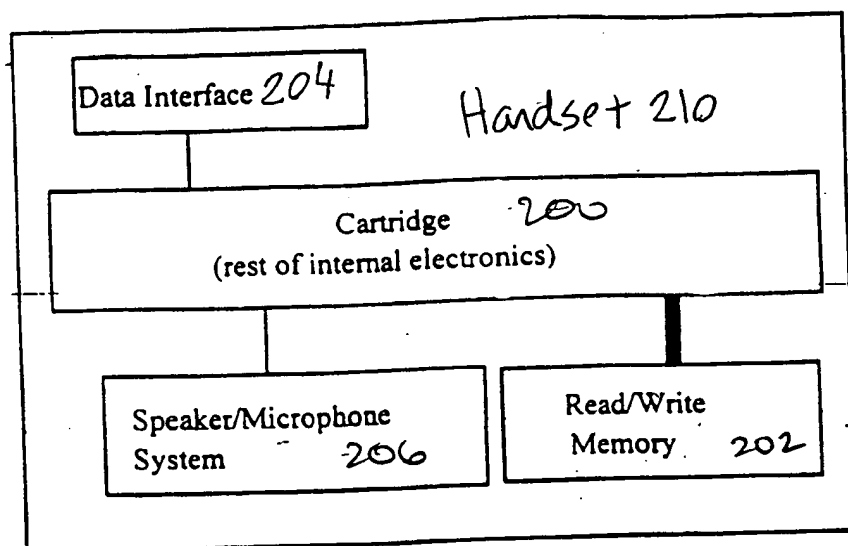 Data Interface 204
Handset 210
Cartridge 200
(rest of internal electronics)
Speaker/Microphone
System 206
Read/Write
Memory 202